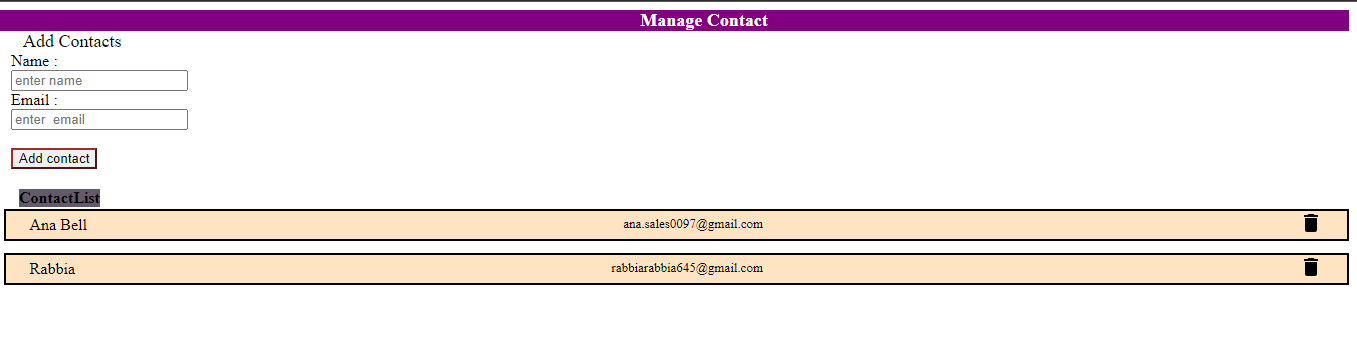 Manage Contact
Add Contacts
Name :
enter name
Email :
enter  email
Add contact
ContactList
Ana Bell ana.sales0097@gmail.com
Rabbia rabbiarabbia645@gmail.com